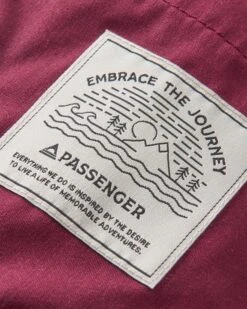 EMBRACE THE JOURNEY
PASSENGER
EVERYTHING WE DO IS INSPIRED BY THE DESIRE
TO LIVE A LIFE OF MEMORABLE ADVENTURES.